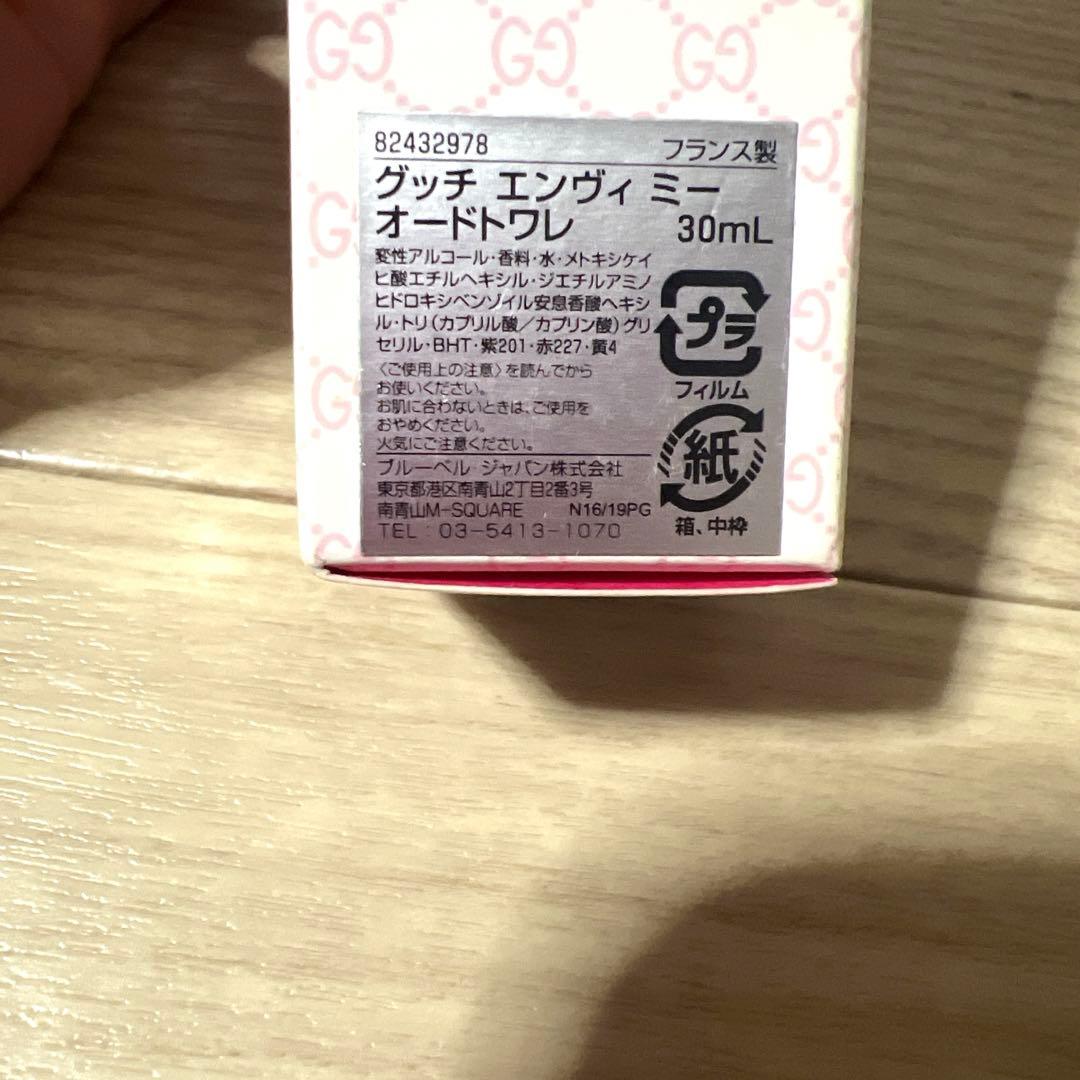 GG GG GG
82432978 フランス製
グッチ エンヴィ ミー
オードトワレ 30mL
変性アルコール・香料・水・メトキシケイ
ヒ酸エチルヘキシル・ジエチルアミノ
ヒドロキシベンゾイル安息香酸ヘキシ
ル・トリ(カプリル酸/カプリン酸)グリ
セリル・BHT・紫201・赤227・黄4
〈ご使用上の注意〉を読んでから
お使いください。
お肌に合わないときは、ご使用を
おやめください。
火気にご注意ください。
ブルーベル ジャパン株式会社
東京都港区南青山2丁目2番3号
南青山M-SQUARE N16/19PG
TEL 03-5413-1070
プラ
フィルム
紙
箱、中枠